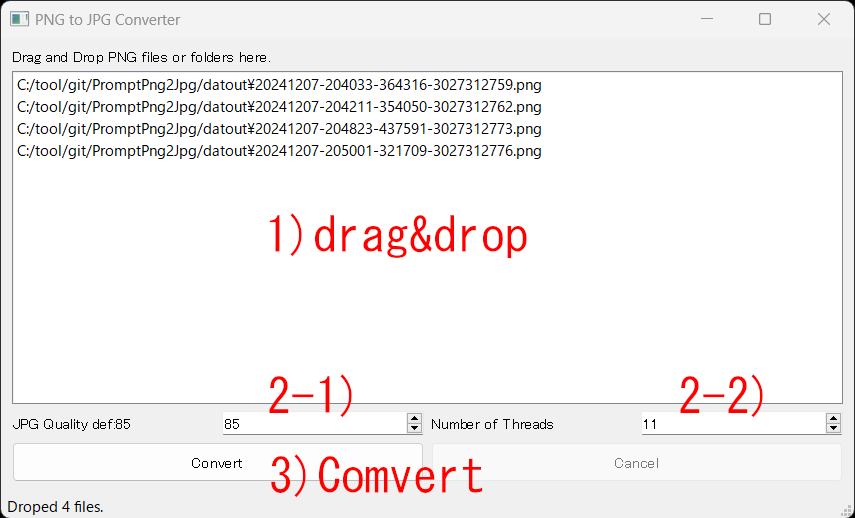 PNG to JPG Converter
Drag and Drop PNG files or folders here.
C:/tool/git/PromptPng2Jpg/datout¥20241207-204033-364316-3027312759.png
C:/tool/git/PromptPng2Jpg/datout¥20241207-204211-354050-3027312762.png
C:/tool/git/PromptPng2Jpg/datout¥20241207-204823-437591-3027312773.png
C:/tool/git/PromptPng2Jpg/datout¥20241207-205001-321709-3027312776.png
1)drag&drop
2-1) 2-2)
JPG Quality def:85 85 Number of Threads 11
Convert Cancel
3)Comvert
Droped 4 files.